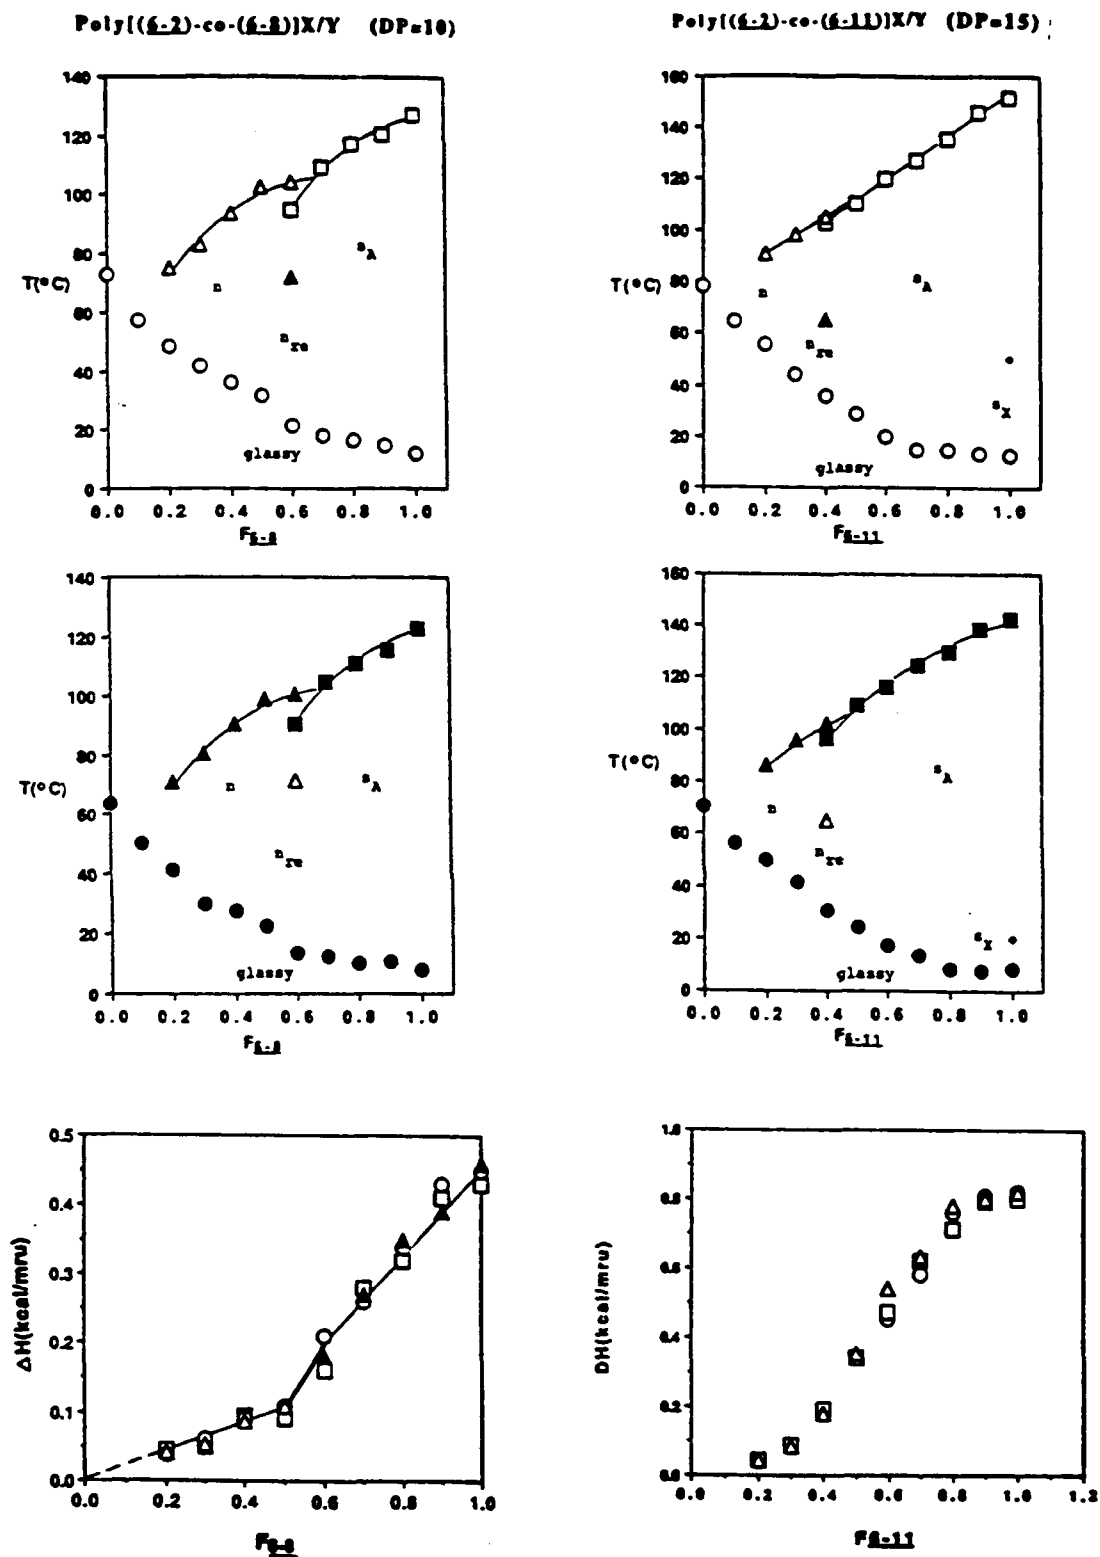 Poly[(6-2)-co-(6-8)]X/Y (DP=10)
Poly[(6-2)-co-(6-11)]X/Y (DP=15)
140
120
100
80
T(°C)
60
40
20
0
n
sA
nre
glassy
0.0 0.2 0.4 0.6 0.8 1.0
F6-8
160
140
120
100
80
T(°C)
60
40
20
0
n
sA
nre
sX
glassy
0.0 0.2 0.4 0.6 0.8 1.0
F6-11
140
120
100
80
T(°C)
60
40
20
0
n
sA
nre
glassy
0.0 0.2 0.4 0.6 0.8 1.0
F6-8
160
140
120
100
80
T(°C)
60
40
20
0
n
sA
nre
sX
glassy
0.0 0.2 0.4 0.6 0.8 1.0
F6-11
0.5
0.4
0.3
0.2
0.1
0.0
ΔH(kcal/mru)
0.0 0.2 0.4 0.6 0.8 1.0
F6-8
1.0
0.8
0.6
0.4
0.2
0.0
DH(kcal/mru)
0.0 0.2 0.4 0.6 0.8 1.0 1.2
F6-11